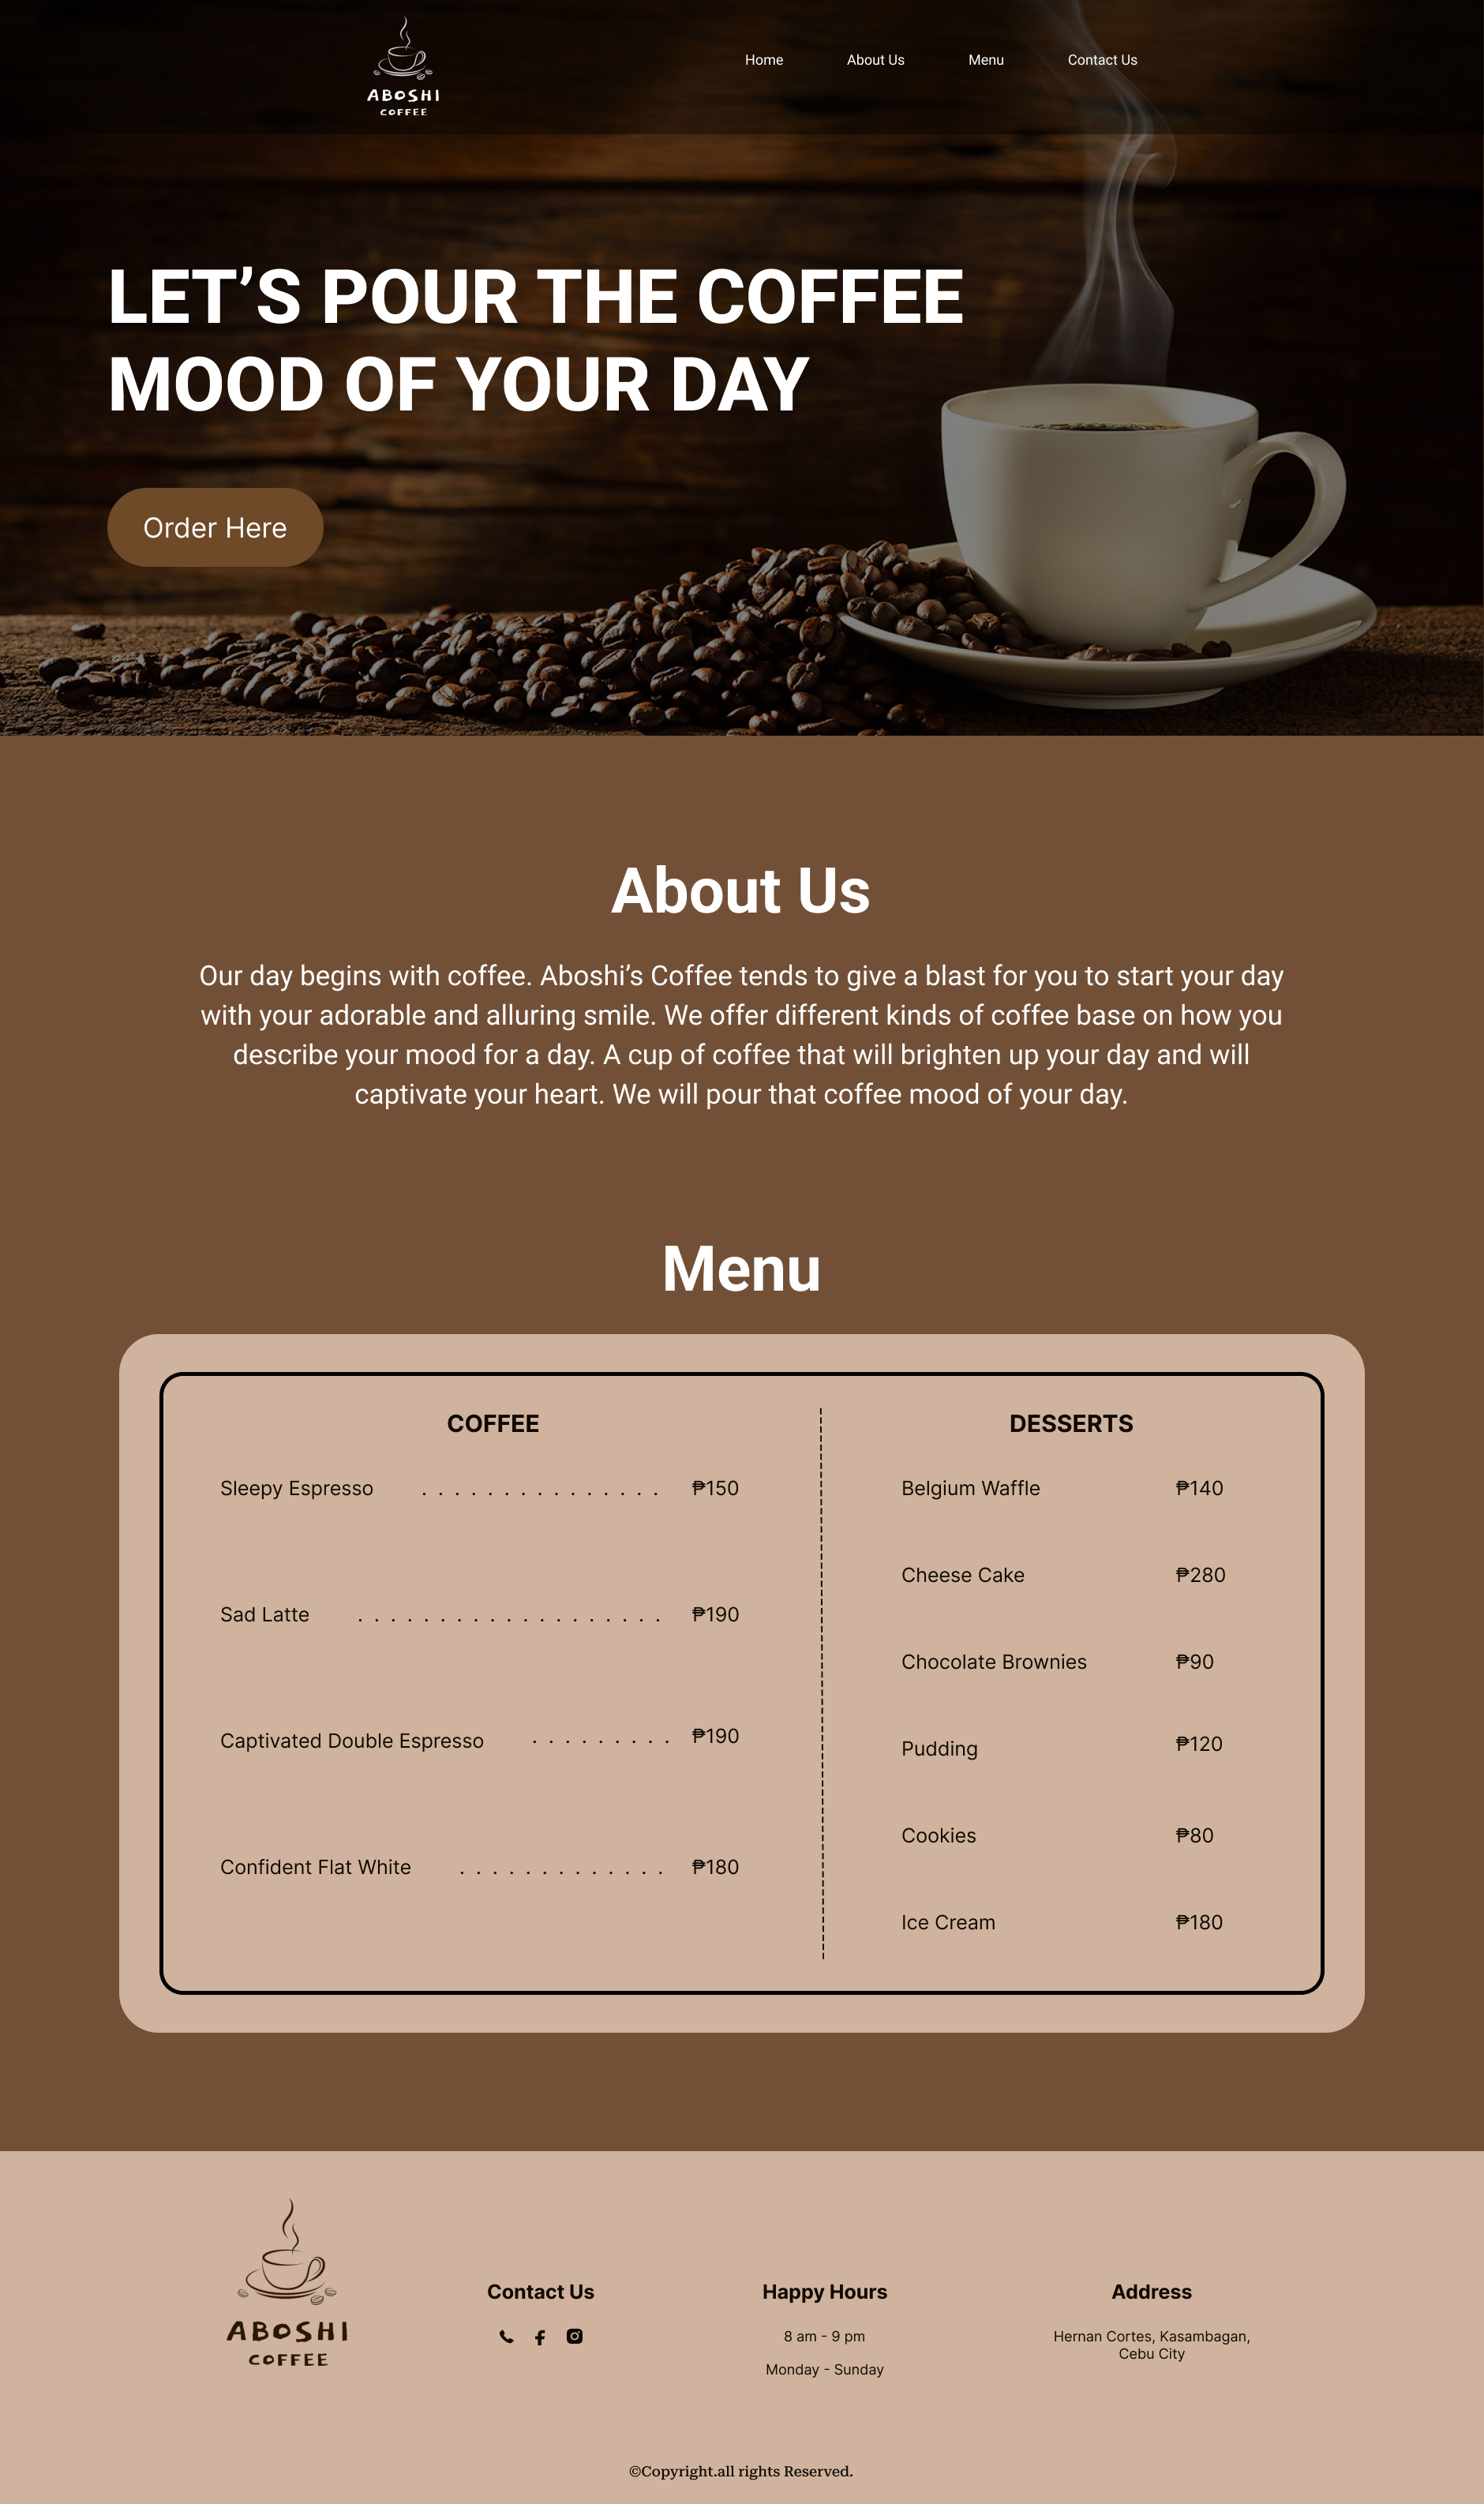 ABOSHI
COFFEE
Home About Us Menu Contact Us
LET’S POUR THE COFFEE
MOOD OF YOUR DAY
Order Here
About Us
Our day begins with coffee. Aboshi’s Coffee tends to give a blast for you to start your day
with your adorable and alluring smile. We offer different kinds of coffee base on how you
describe your mood for a day. A cup of coffee that will brighten up your day and will
captivate your heart. We will pour that coffee mood of your day.
Menu
COFFEE
Sleepy Espresso . . . . . . . . . . . . . . . ₱150
Sad Latte . . . . . . . . . . . . . . . . . . . ₱190
Captivated Double Espresso . . . . . . . . . ₱190
Confident Flat White . . . . . . . . . . . . . ₱180
DESSERTS
Belgium Waffle ₱140
Cheese Cake ₱280
Chocolate Brownies ₱90
Pudding ₱120
Cookies ₱80
Ice Cream ₱180
ABOSHI
COFFEE
Contact Us
Happy Hours
8 am - 9 pm
Monday - Sunday
Address
Hernan Cortes, Kasambagan,
Cebu City
©Copyright.all rights Reserved.